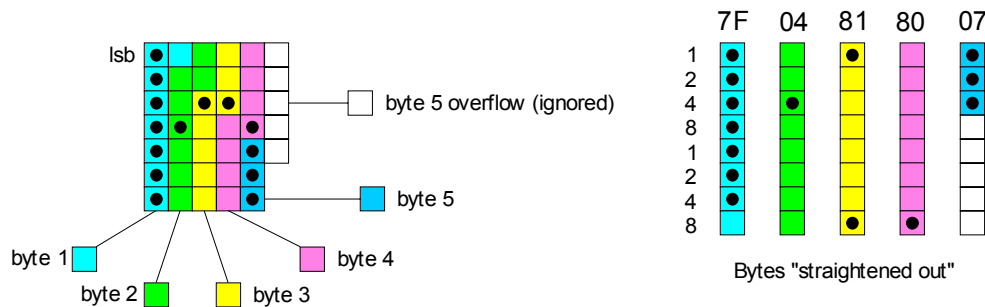 7F 04 81 80 07
lsb
1
2
4
8
1
2
4
8
byte 5 overflow (ignored)
byte 5
byte 1
byte 4
byte 2
byte 3
Bytes "straightened out"